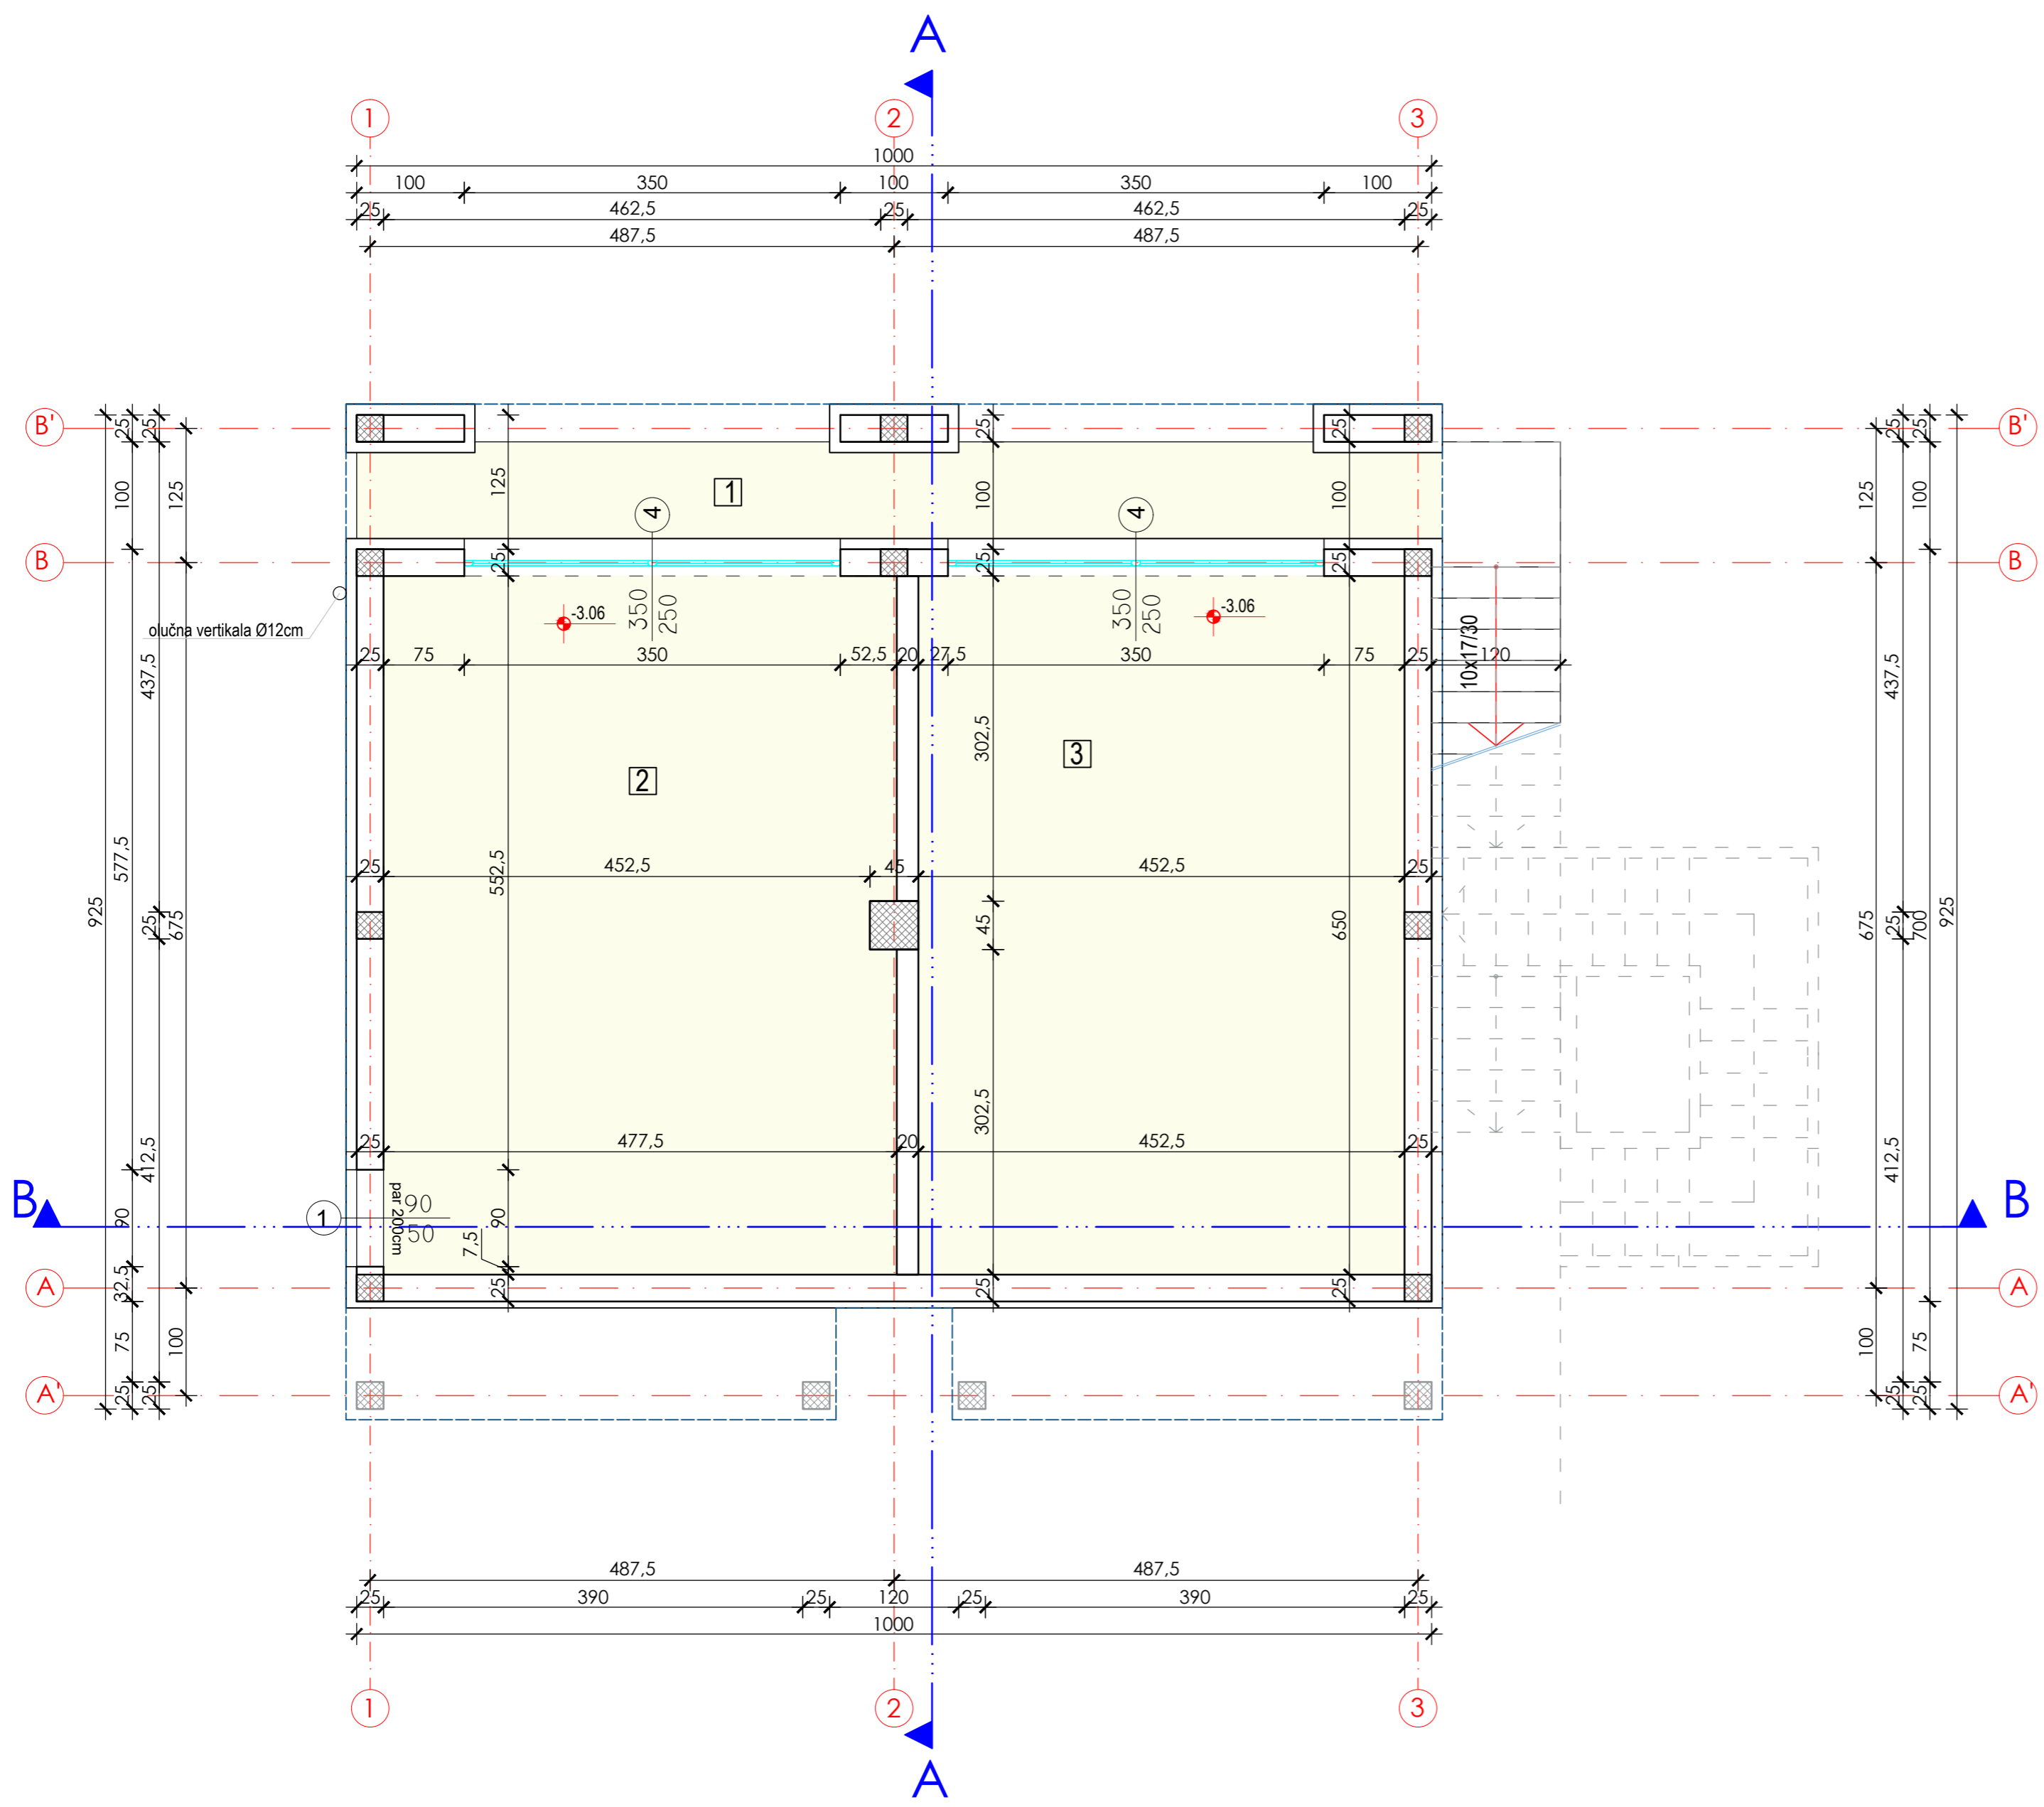 A
1 2 3
1000
100 350 100 350 100
25 462,5 25 462,5 25
487,5 487,5
B' B'
25 25 25 25 25 25
100 125 125 1 100 100 125 100
4 4
B B
25 25 25
350 250 350 250
-3.06 -3.06
olučna vertikala Ø12cm
25 75 350 52,5 20 27,5 350 75 25 120
10x17/30
437,5 302,5 437,5
2 3
577,5 552,5
25 452,5 45 452,5 25
925 25 675 45 650 675 25 700 925
302,5
25 477,5 20 452,5 25
412,5 412,5
B B
90 1 par 200cm 90 50 90
7,5
A A
32,5 25 25 25
75 100 100 75
A' A'
25 25 25 25
487,5 487,5
25 390 25 120 25 390 25
1000
1 2 3
A